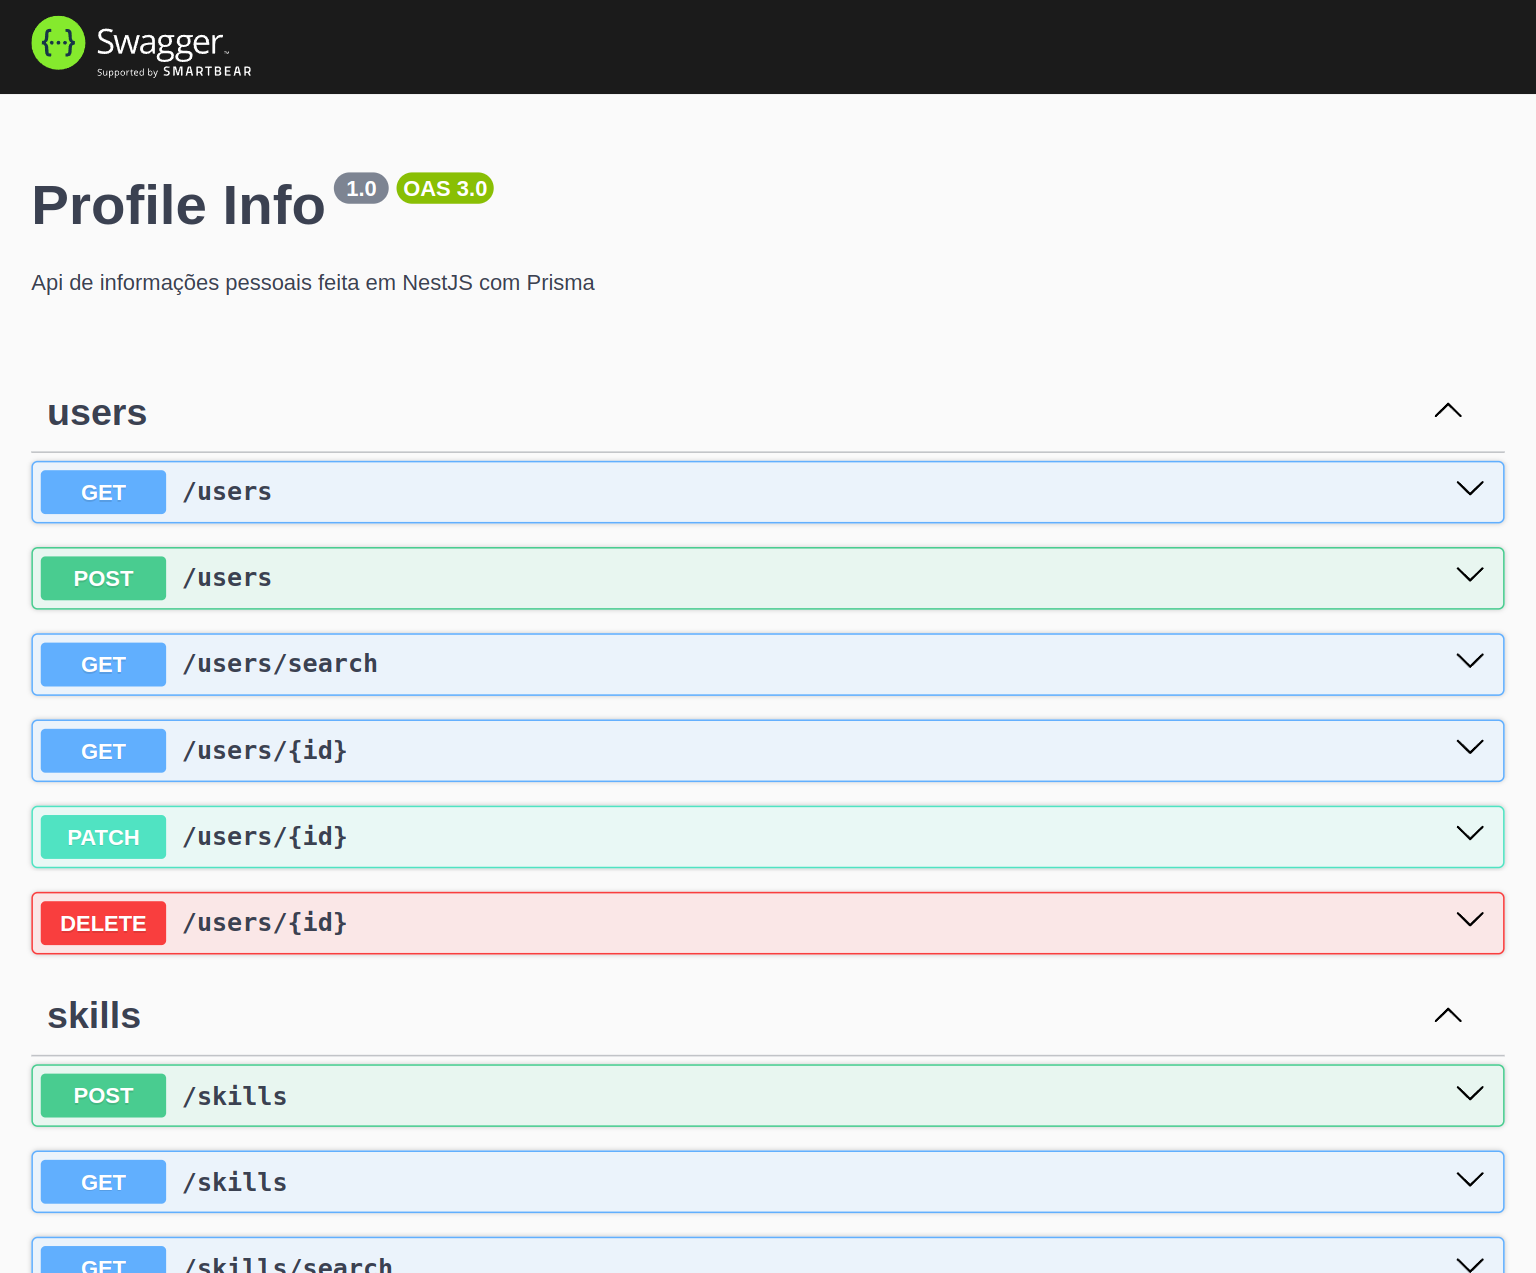 {···} Swagger™
Supported by SMARTBEAR
Profile Info 1.0 OAS 3.0
Api de informações pessoais feita em NestJS com Prisma
users
GET /users
POST /users
GET /users/search
GET /users/{id}
PATCH /users/{id}
DELETE /users/{id}
skills
POST /skills
GET /skills
GET /skills/search